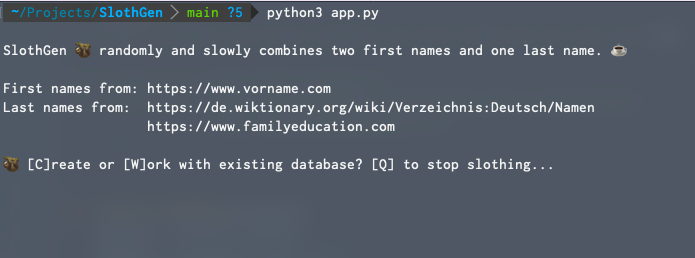 ~/Projects/SlothGen main ?5 python3 app.py
SlothGen 🦥 randomly and slowly combines two first names and one last name. ☕
First names from: https://www.vorname.com
Last names from: https://de.wiktionary.org/wiki/Verzeichnis:Deutsch/Namen
https://www.familyeducation.com
🦥 [C]reate or [W]ork with existing database? [Q] to stop slothing...